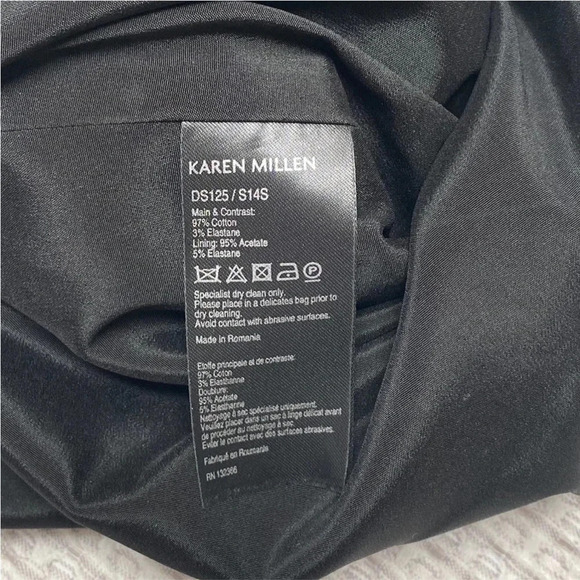 KAREN MILLEN
DS125 / S14S
Main & Contrast:
97% Cotton
3% Elastane
Lining: 95% Acetate
5% Elastane
P
Specialist dry clean only.
Please place in a delicates bag prior to
dry cleaning.
Avoid contact with abrasive surfaces.
Made in Romania
Etoffe principale et de contraste:
97% Coton
3% Elasthanne
Doublure:
95% Acétate
5% Elasthanne
Nettoyage à sec spécialisé uniquement.
Veuillez placer dans un sac à linge délicat avant
de procéder au nettoyage à sec.
Eviter le contact avec des surfaces abrasives.
Fabriqué en Roumanie
RN 132366